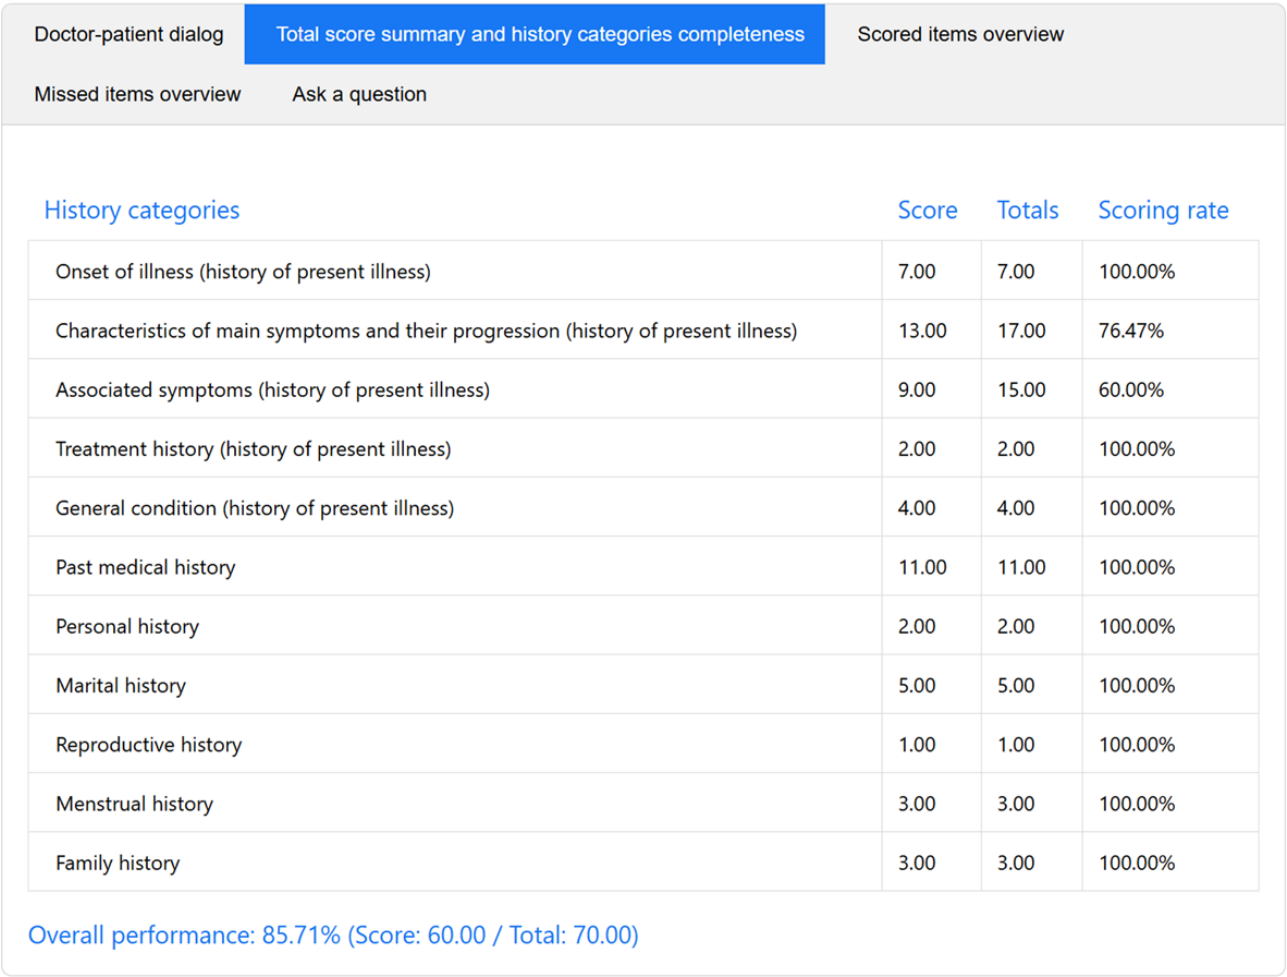 Doctor-patient dialog Total score summary and history categories completeness Scored items overview
Missed items overview Ask a question
History categories Score Totals Scoring rate
Onset of illness (history of present illness) 7.00 7.00 100.00%
Characteristics of main symptoms and their progression (history of present illness) 13.00 17.00 76.47%
Associated symptoms (history of present illness) 9.00 15.00 60.00%
Treatment history (history of present illness) 2.00 2.00 100.00%
General condition (history of present illness) 4.00 4.00 100.00%
Past medical history 11.00 11.00 100.00%
Personal history 2.00 2.00 100.00%
Marital history 5.00 5.00 100.00%
Reproductive history 1.00 1.00 100.00%
Menstrual history 3.00 3.00 100.00%
Family history 3.00 3.00 100.00%
Overall performance: 85.71% (Score: 60.00 / Total: 70.00)